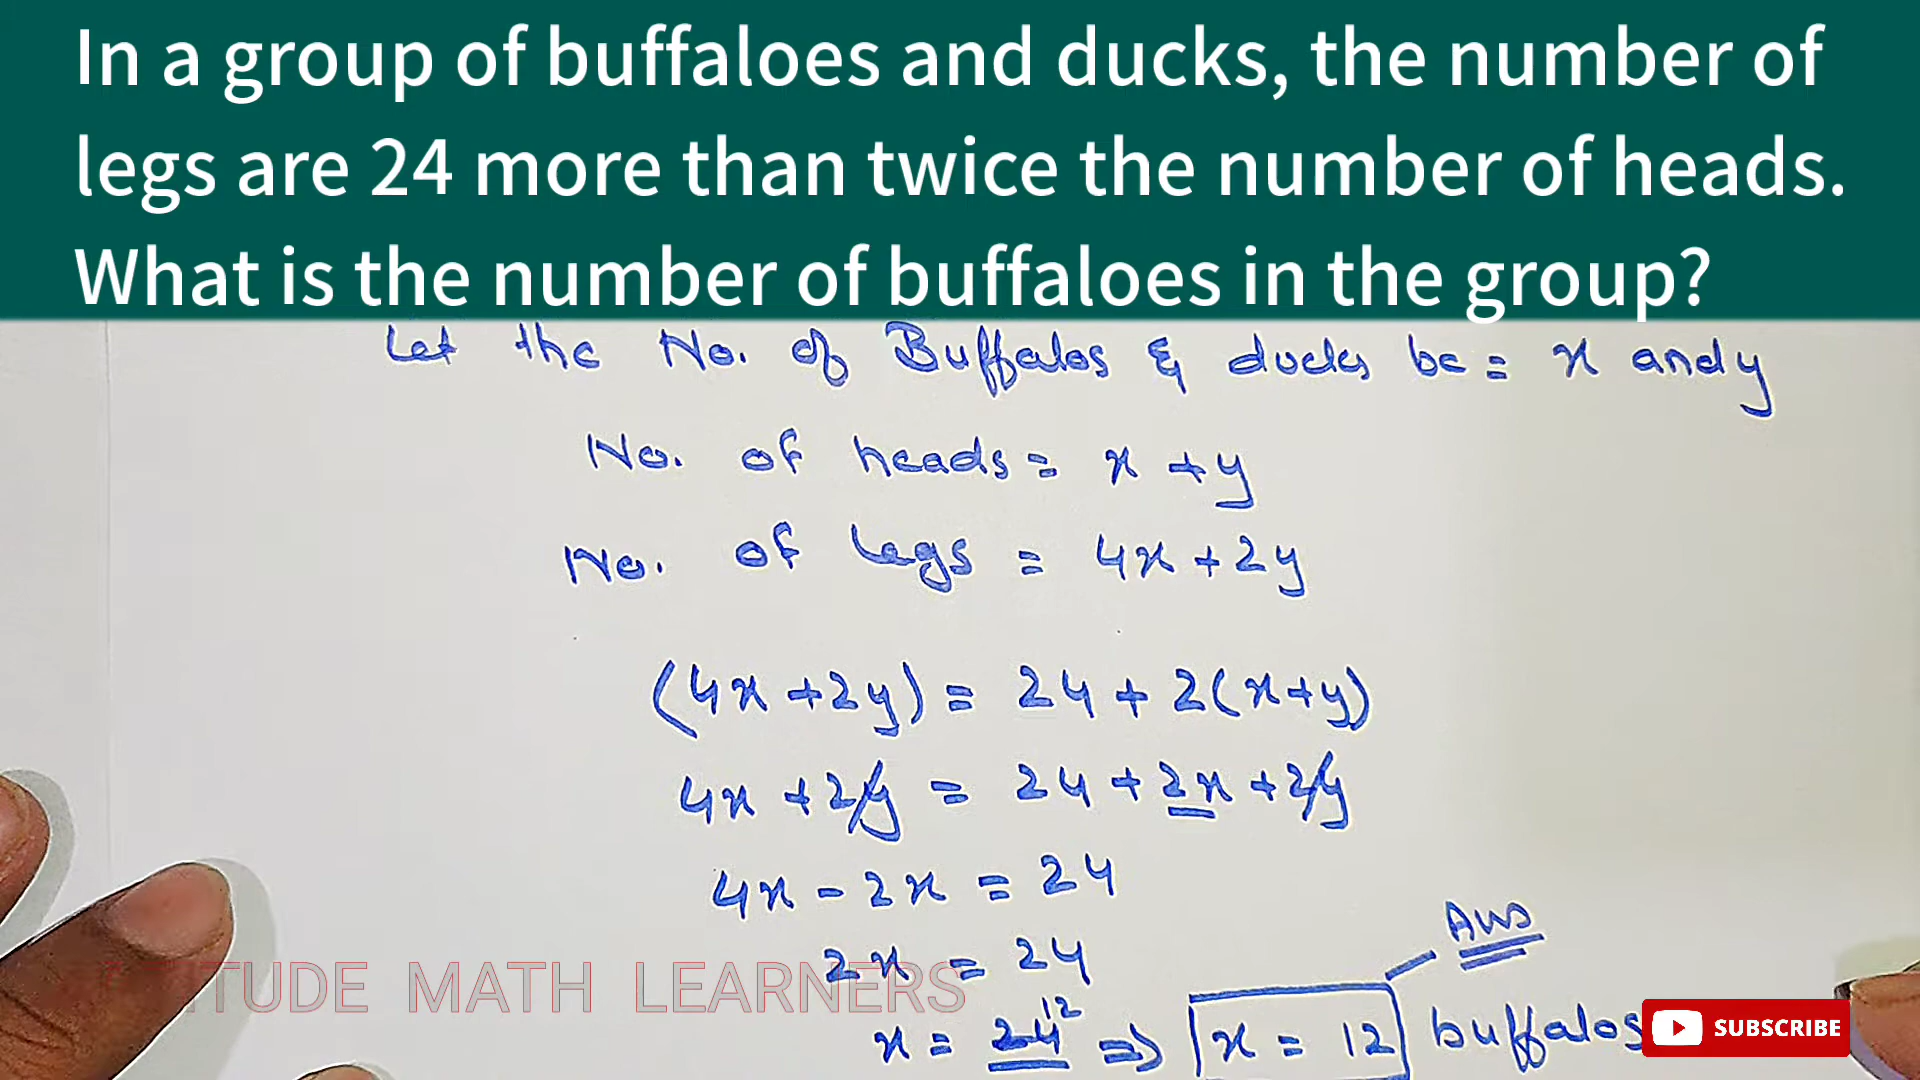 In a group of buffaloes and ducks, the number of
legs are 24 more than twice the number of heads.
What is the number of buffaloes in the group?
Let the No. of Buffalos & ducks be = x and y
No. of heads = x + y
No. of legs = 4x + 2y
(4x + 2y) = 24 + 2(x + y)
4x + 2y = 24 + 2x + 2y
4x - 2x = 24
Ans
2x = 24
TUDE MATH LEARNERS
12
x = 24 => x = 12 buffalos
SUBSCRIBE